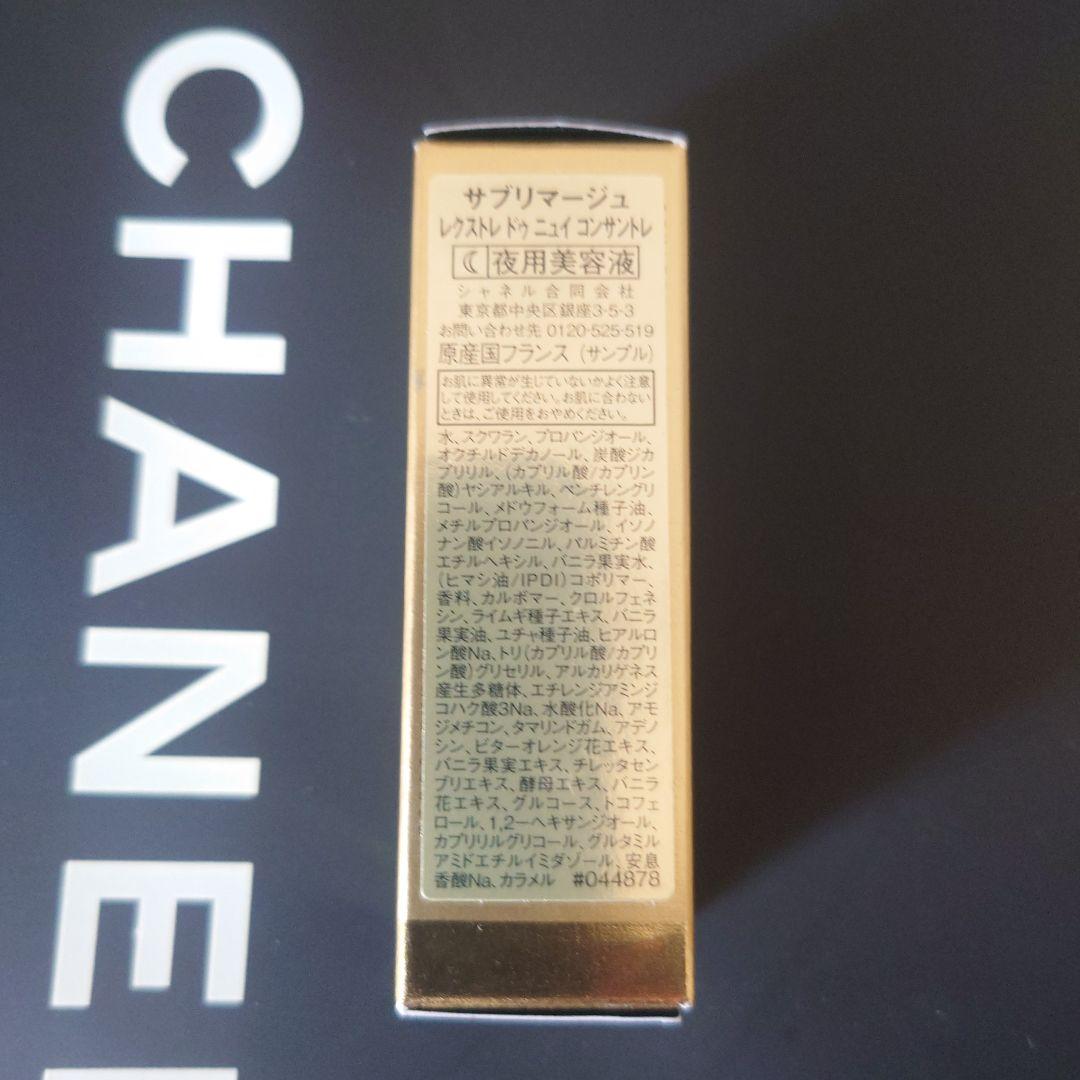 CHANEL
サブリマージュ
レクストレ ドゥ ニュイ コンサントレ
夜用美容液
シャネル合同会社
東京都中央区銀座3-5-3
お問い合わせ先 0120-525-519
原産国フランス (サンプル)
お肌に異常が生じていないかよく注意
して使用してください。お肌に合わない
ときは、ご使用をおやめください。
水、スクワラン、プロパンジオール、
オクチルドデカノール、炭酸ジカ
プリリル、(カプリル酸/カプリン
酸)ヤシアルキル、ペンチレングリ
コール、メドウフォーム種子油、
メチルプロパンジオール、イソノ
ナン酸イソノニル、パルミチン酸
エチルヘキシル、バニラ果実水、
(ヒマシ油/IPDI)コポリマー、
香料、カルボマー、クロルフェネ
シン、ライムギ種子エキス、バニラ
果実油、ユチャ種子油、ヒアルロ
ン酸Na、トリ(カプリル酸/カプリ
ン酸)グリセリル、アルカリゲネス
産生多糖体、エチレンジアミンジ
コハク酸3Na、水酸化Na、アモ
ジメチコン、タマリンドガム、アデノ
シン、ビターオレンジ花エキス、
バニラ果実エキス、チレッタセン
ブリエキス、酵母エキス、バニラ
花エキス、グルコース、トコフェ
ロール、1,2-ヘキサンジオール、
カプリリルグリコール、グルタミル
アミドエチルイミダゾール、安息
香酸Na、カラメル #044878